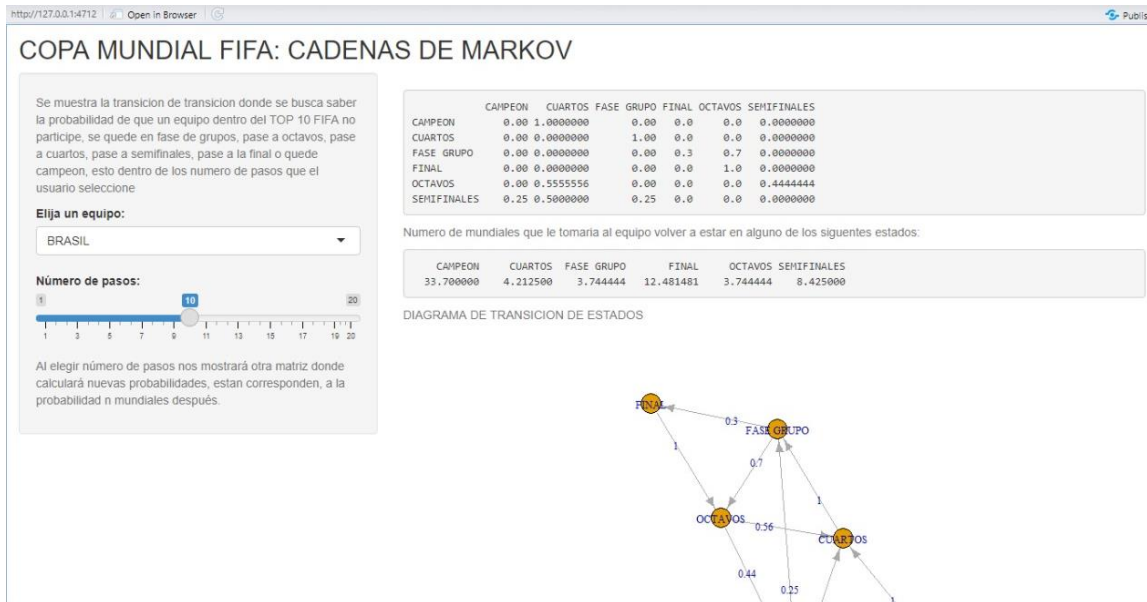 http://127.0.0.1:4712 Open in Browser
Publis
COPA MUNDIAL FIFA: CADENAS DE MARKOV
Se muestra la transicion de transicion donde se busca saber
la probabilidad de que un equipo dentro del TOP 10 FIFA no
participe, se quede en fase de grupos, pase a octavos, pase
a cuartos, pase a semifinales, pase a la final o quede
campeon, esto dentro de los numero de pasos que el
usuario seleccione
Elija un equipo:
BRASIL
Número de pasos:
1 10 20
1 3 5 7 9 11 13 15 17 19 20
Al elegir número de pasos nos mostrará otra matriz donde
calculará nuevas probabilidades, estan corresponden, a la
probabilidad n mundiales después.
CAMPEON CUARTOS FASE GRUPO FINAL OCTAVOS SEMIFINALES
CAMPEON 0.00 1.0000000 0.00 0.0 0.0 0.0000000
CUARTOS 0.00 0.0000000 1.00 0.0 0.0 0.0000000
FASE GRUPO 0.00 0.0000000 0.00 0.3 0.7 0.0000000
FINAL 0.00 0.0000000 0.00 0.0 1.0 0.0000000
OCTAVOS 0.00 0.5555556 0.00 0.0 0.0 0.4444444
SEMIFINALES 0.25 0.5000000 0.25 0.0 0.0 0.0000000
Numero de mundiales que le tomaria al equipo volver a estar en alguno de los siguentes estados:
CAMPEON CUARTOS FASE GRUPO FINAL OCTAVOS SEMIFINALES
33.700000 4.212500 3.744444 12.481481 3.744444 8.425000
DIAGRAMA DE TRANSICION DE ESTADOS
FINAL
0.3
FASE GRUPO
1
0.7
1
OCTAVOS
0.56
CUARTOS
0.44
0.25
1